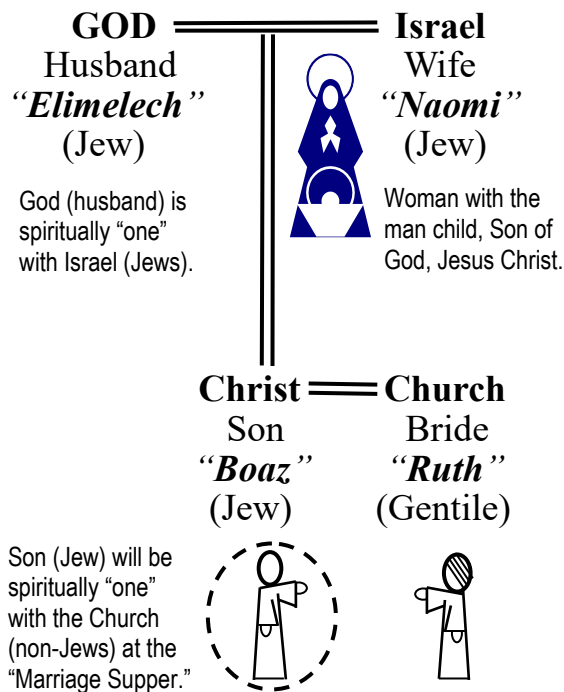 GOD
Husband
“Elimelech”
(Jew)
Israel
Wife
“Naomi”
(Jew)
God (husband) is
spiritually “one”
with Israel (Jews).
Woman with the
man child, Son of
God, Jesus Christ.
Christ
Son
“Boaz”
(Jew)
Church
Bride
“Ruth”
(Gentile)
Son (Jew) will be
spiritually “one”
with the Church
(non-Jews) at the
“Marriage Supper.”